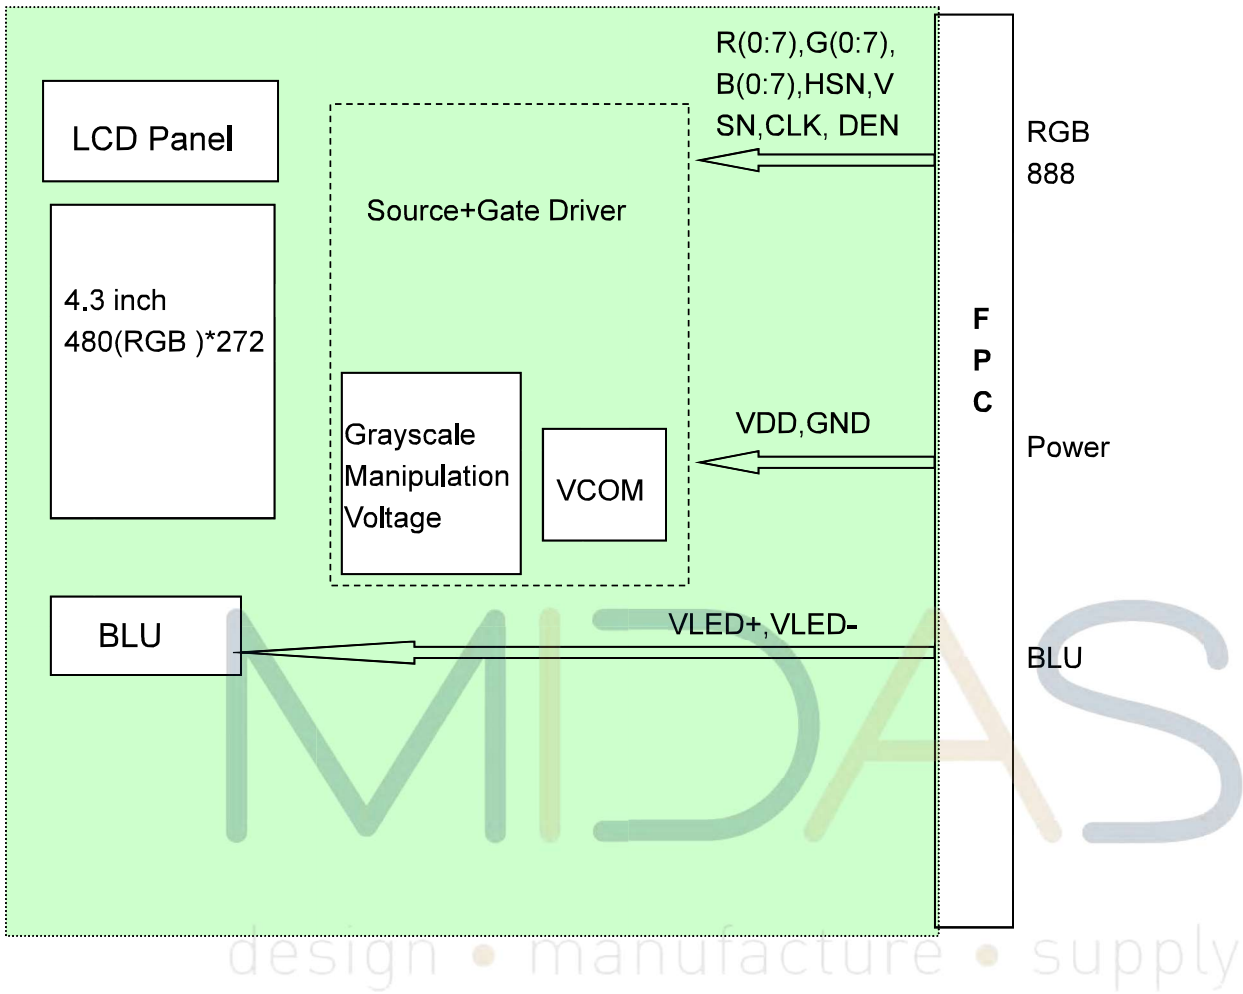 R(0:7),G(0:7),
B(0:7),HSN,V
SN,CLK, DEN
LCD Panel
RGB
888
Source+Gate Driver
4.3 inch
480(RGB )*272
F
P
C
Grayscale
Manipulation
Voltage
VCOM
VDD,GND
Power
BLU
VLED+,VLED-
BLU
MIDAS
design • manufacture • supply